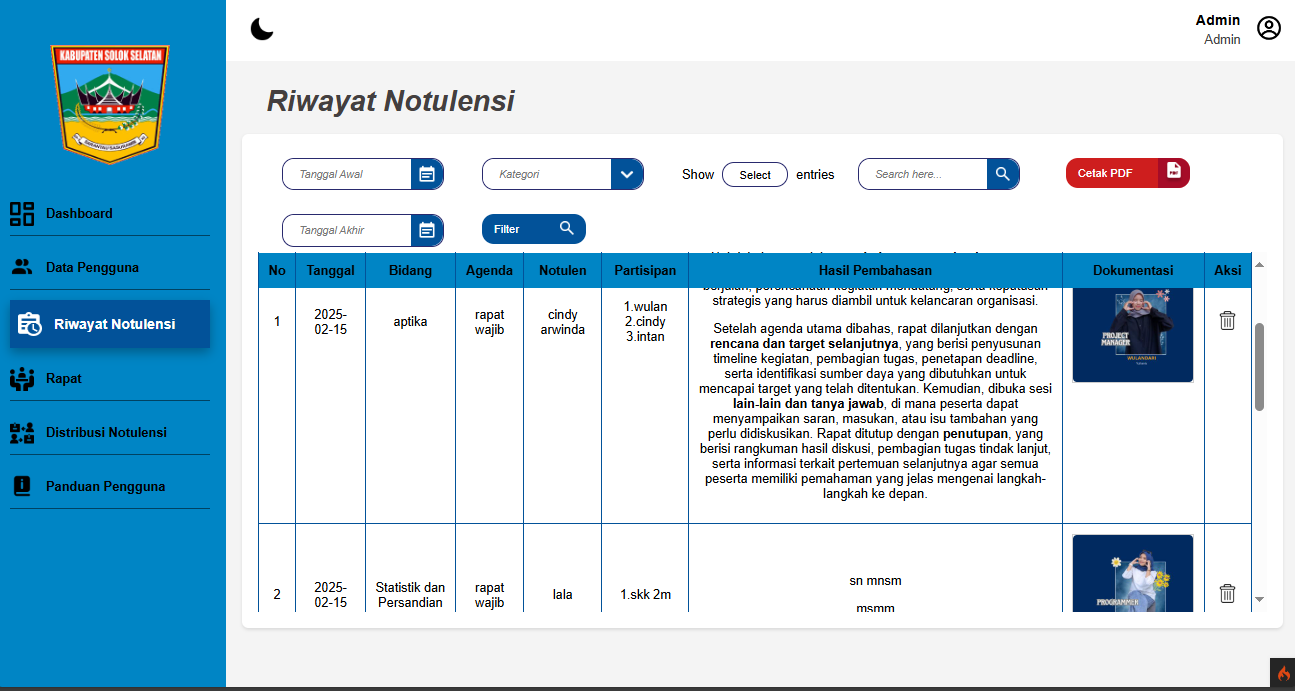 Admin
Admin
KABUPATEN SOLOK SELATAN
Riwayat Notulensi
Dashboard
Data Pengguna
Riwayat Notulensi
Rapat
Distribusi Notulensi
Panduan Pengguna
Tanggal Awal
Kategori
Show Select entries
Search here...
Cetak PDF
Tanggal Akhir
Filter
No Tanggal Bidang Agenda Notulen Partisipan Hasil Pembahasan Dokumentasi Aksi
1
2025-
02-15
aptika
rapat
wajib
cindy
arwinda
1.wulan
2.cindy
3.intan
berjalan, perencanaan kegiatan mendatang, serta keputusan
strategis yang harus diambil untuk kelancaran organisasi.
Setelah agenda utama dibahas, rapat dilanjutkan dengan
rencana dan target selanjutnya, yang berisi penyusunan
timeline kegiatan, pembagian tugas, penetapan deadline,
serta identifikasi sumber daya yang dibutuhkan untuk
mencapai target yang telah ditentukan. Kemudian, dibuka sesi
lain-lain dan tanya jawab, di mana peserta dapat
menyampaikan saran, masukan, atau isu tambahan yang
perlu didiskusikan. Rapat ditutup dengan penutupan, yang
berisi rangkuman hasil diskusi, pembagian tugas tindak lanjut,
serta informasi terkait pertemuan selanjutnya agar semua
peserta memiliki pemahaman yang jelas mengenai langkah-
langkah ke depan.
PROJECT
MANAGER
WULANDARI
2
2025-
02-15
Statistik dan
Persandian
rapat
wajib
lala
1.skk 2m
sn mnsm
msmm
PROGRAMMER